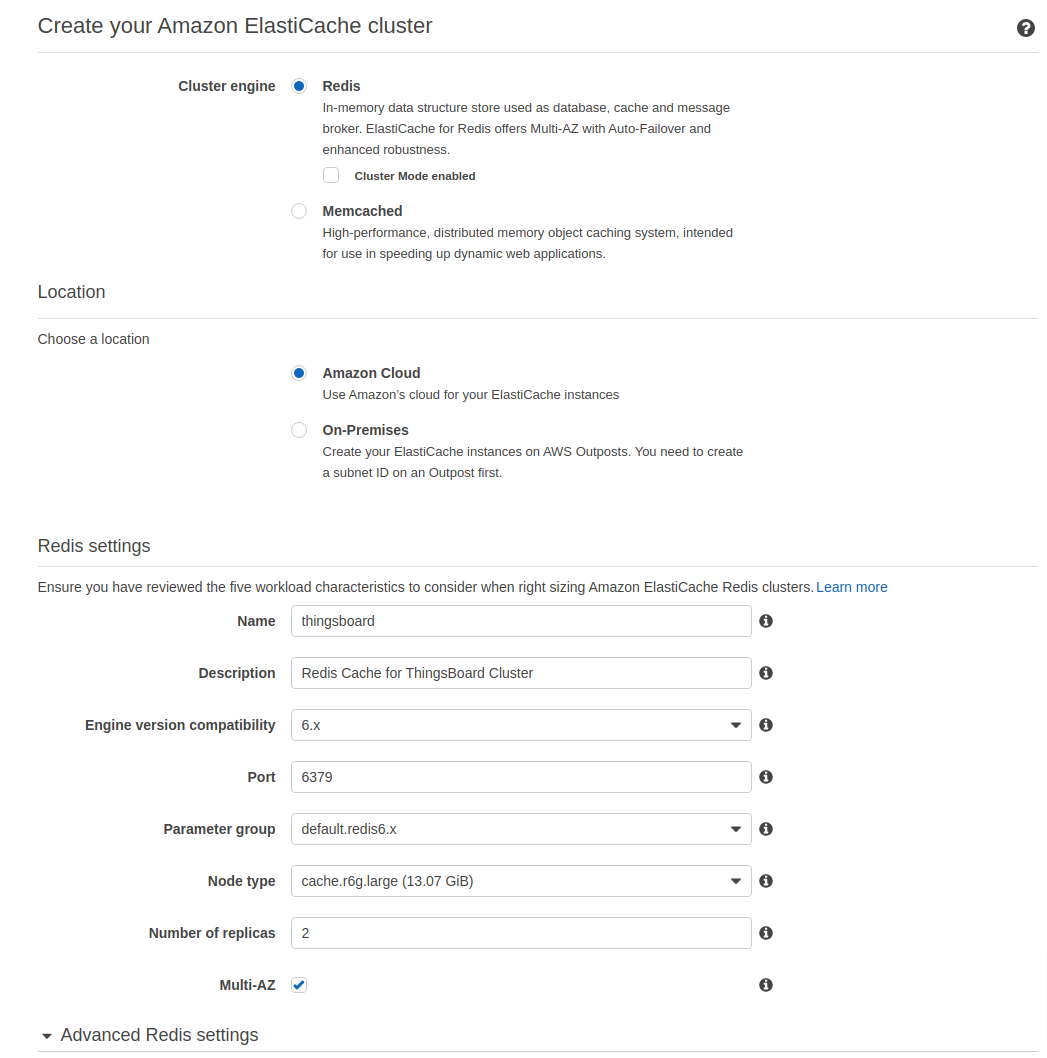 Create your Amazon ElastiCache cluster
Cluster engine
Redis
In-memory data structure store used as database, cache and message
broker. ElastiCache for Redis offers Multi-AZ with Auto-Failover and
enhanced robustness.
Cluster Mode enabled
Memcached
High-performance, distributed memory object caching system, intended
for use in speeding up dynamic web applications.
Location
Choose a location
Amazon Cloud
Use Amazon's cloud for your ElastiCache instances
On-Premises
Create your ElastiCache instances on AWS Outposts. You need to create
a subnet ID on an Outpost first.
Redis settings
Ensure you have reviewed the five workload characteristics to consider when right sizing Amazon ElastiCache Redis clusters. Learn more
Name thingsboard
Description Redis Cache for ThingsBoard Cluster
Engine version compatibility 6.x
Port 6379
Parameter group default.redis6.x
Node type cache.r6g.large (13.07 GiB)
Number of replicas 2
Multi-AZ
Advanced Redis settings